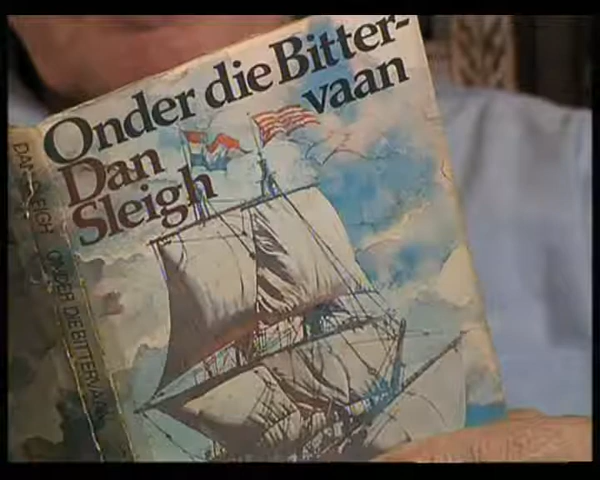 Onder die Bitter-
vaan
Dan
Sleigh
DAN SLEIGH ONDER DIE BITTERVAAN